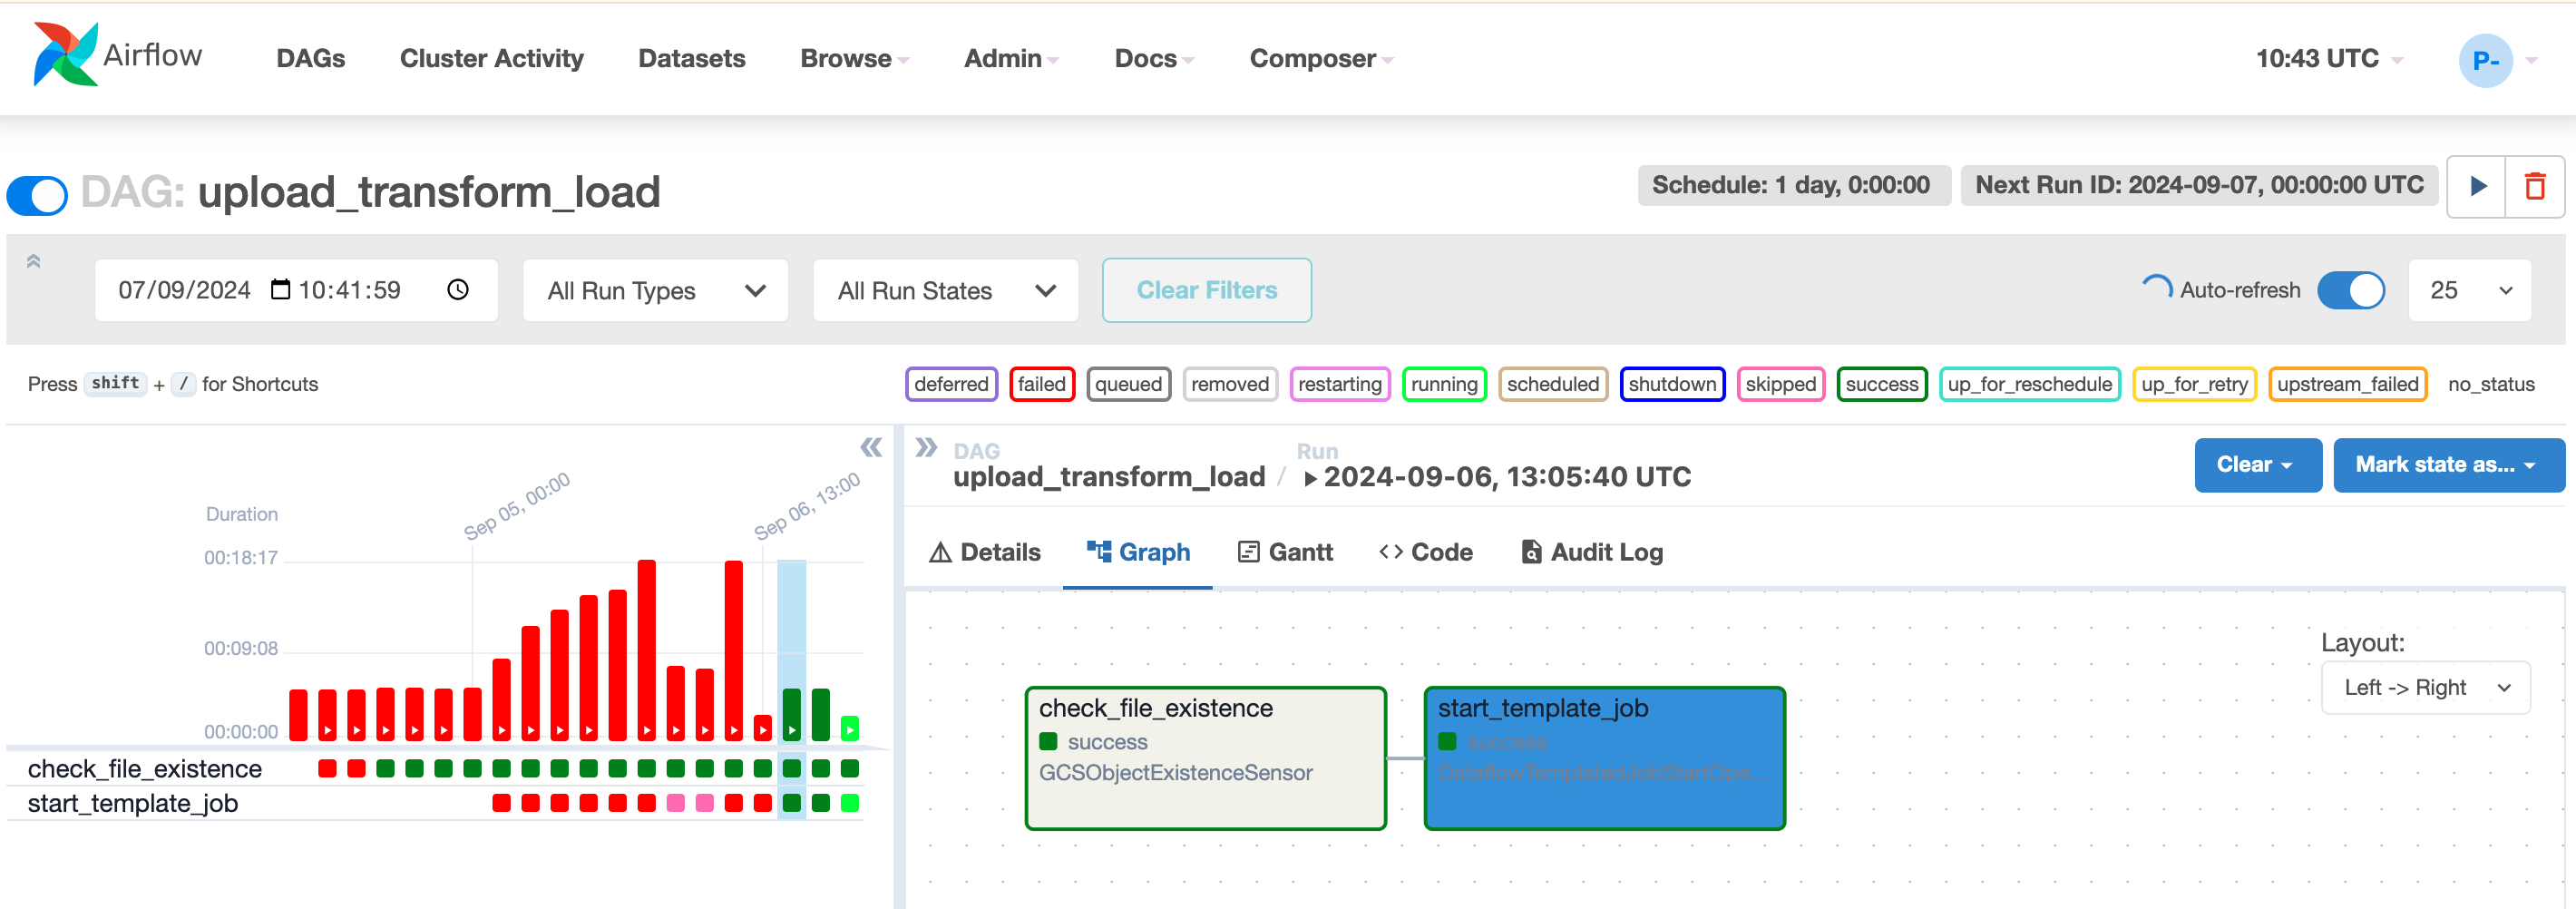 Airflow DAGs Cluster Activity Datasets Browse Admin Docs Composer 10:43 UTC P-
DAG: upload_transform_load Schedule: 1 day, 0:00:00 Next Run ID: 2024-09-07, 00:00:00 UTC
07/09/2024 10:41:59 All Run Types All Run States Clear Filters Auto-refresh 25
Press shift + / for Shortcuts deferred failed queued removed restarting running scheduled shutdown skipped success up_for_reschedule up_for_retry upstream_failed no_status
Duration
00:18:17
00:09:08
00:00:00
Sep 05, 00:00
Sep 06, 13:00
check_file_existence
start_template_job
DAG
upload_transform_load /
Run
2024-09-06, 13:05:40 UTC
Clear Mark state as...
Details Graph Gantt Code Audit Log
Layout:
Left -> Right
check_file_existence
success
GCSObjectExistenceSensor
start_template_job
success
DataflowTemplatedJobStartOpe...